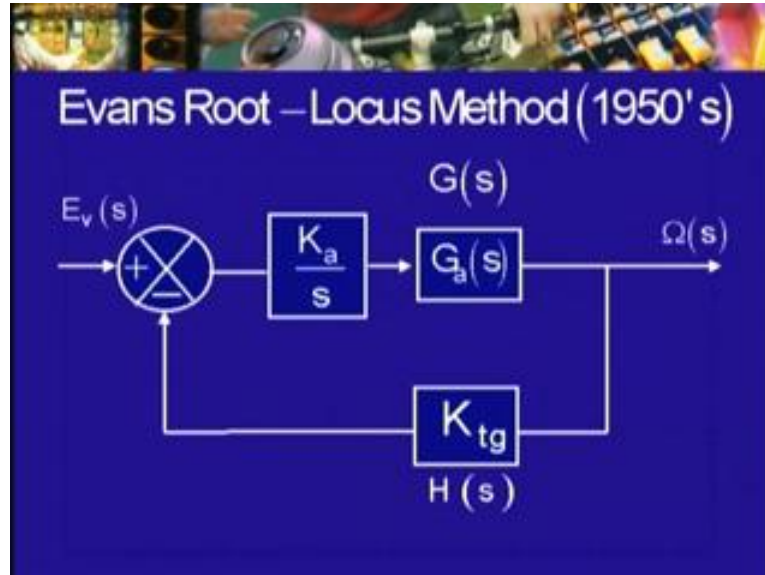 Evans Root – Locus Method (1950's)
G(s)
E_v (s)
Ω(s)
+
−
K_a
s
G_a(s)
K_tg
H (s)